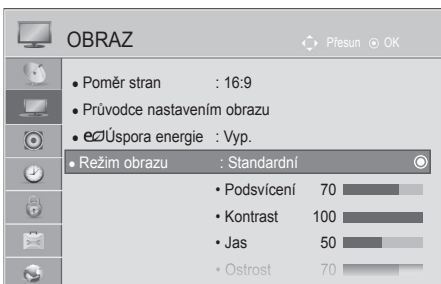 OBRAZ
Přesun OK
• Poměr stran : 16:9
• Průvodce nastavením obrazu
• eco Úspora energie : Vyp.
• Režim obrazu : Standardní
• Podsvícení 70
• Kontrast 100
• Jas 50
• Ostrost 70